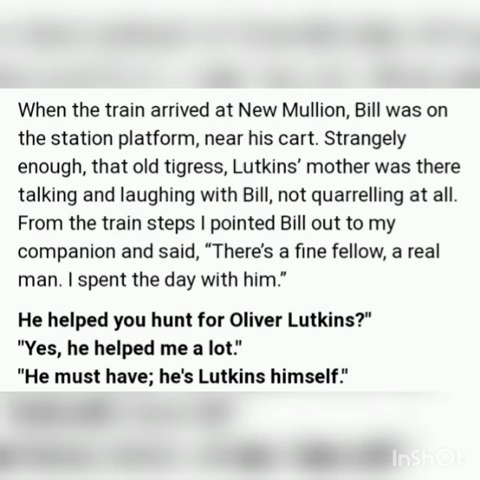 When the train arrived at New Mullion, Bill was on
the station platform, near his cart. Strangely
enough, that old tigress, Lutkins’ mother was there
talking and laughing with Bill, not quarrelling at all.
From the train steps I pointed Bill out to my
companion and said, “There’s a fine fellow, a real
man. I spent the day with him.”
He helped you hunt for Oliver Lutkins?"
"Yes, he helped me a lot."
"He must have; he's Lutkins himself."
InShOt